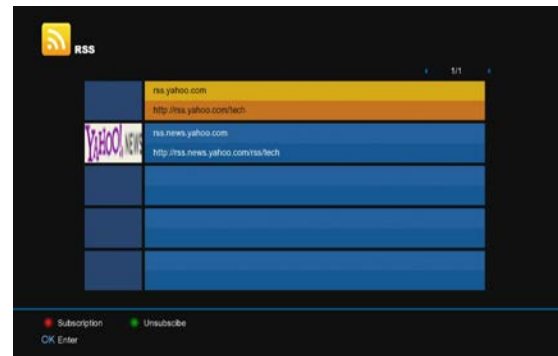 RSS
1/1
rss.yahoo.com
http://rss.yahoo.com/tech
YAHOO! NEWS
rss.news.yahoo.com
http://rss.news.yahoo.com/rss/tech
Subscription Unsubscibe
OK Enter